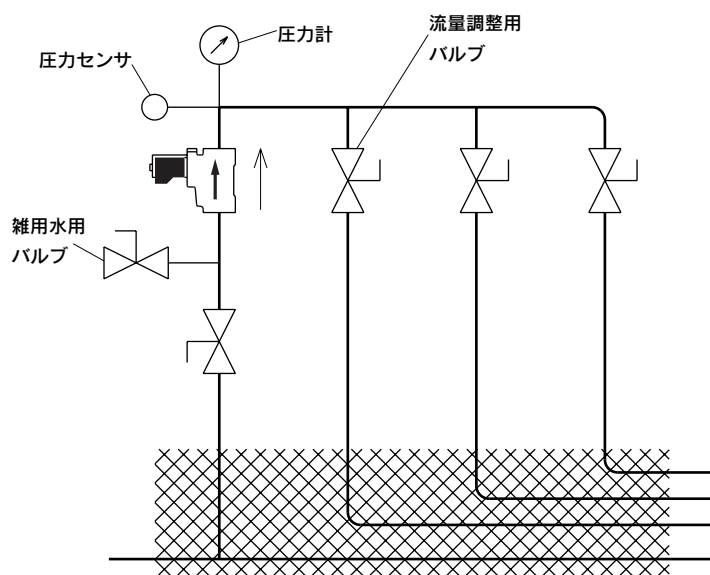 圧力計
流量調整用
バルブ
圧力センサ
雑用水用
バルブ